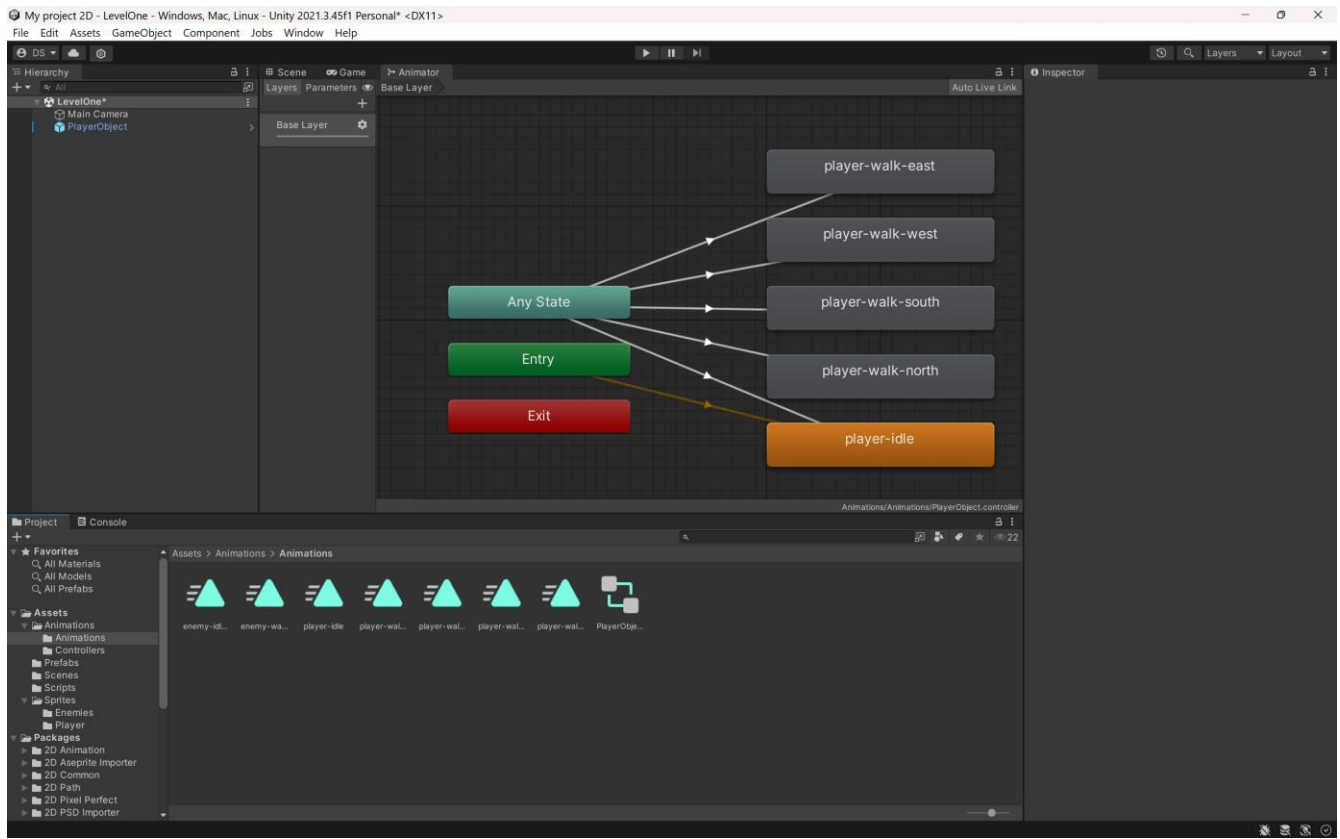 My project 2D - LevelOne - Windows, Mac, Linux - Unity 2021.3.45f1 Personal* <DX11>
File Edit Assets GameObject Component Jobs Window Help
DS
Layers
Layout
Hierarchy
All
LevelOne*
Main Camera
PlayerObject
Scene
Game
Animator
Layers Parameters
Base Layer
Auto Live Link
Base Layer
player-walk-east
player-walk-west
player-walk-south
player-walk-north
player-idle
Any State
Entry
Exit
Animations/Animations/PlayerObject.controller
Inspector
Project
Console
22
Favorites
All Materials
All Models
All Prefabs
Assets
Animations
Animations
Controllers
Prefabs
Scenes
Scripts
Sprites
Enemies
Player
Packages
2D Animation
2D Aseprite Importer
2D Common
2D Path
2D Pixel Perfect
2D PSD Importer
Assets > Animations > Animations
enemy-idl...
enemy-wa...
player-idle
player-wal...
player-wal...
player-wal...
player-wal...
PlayerObje...